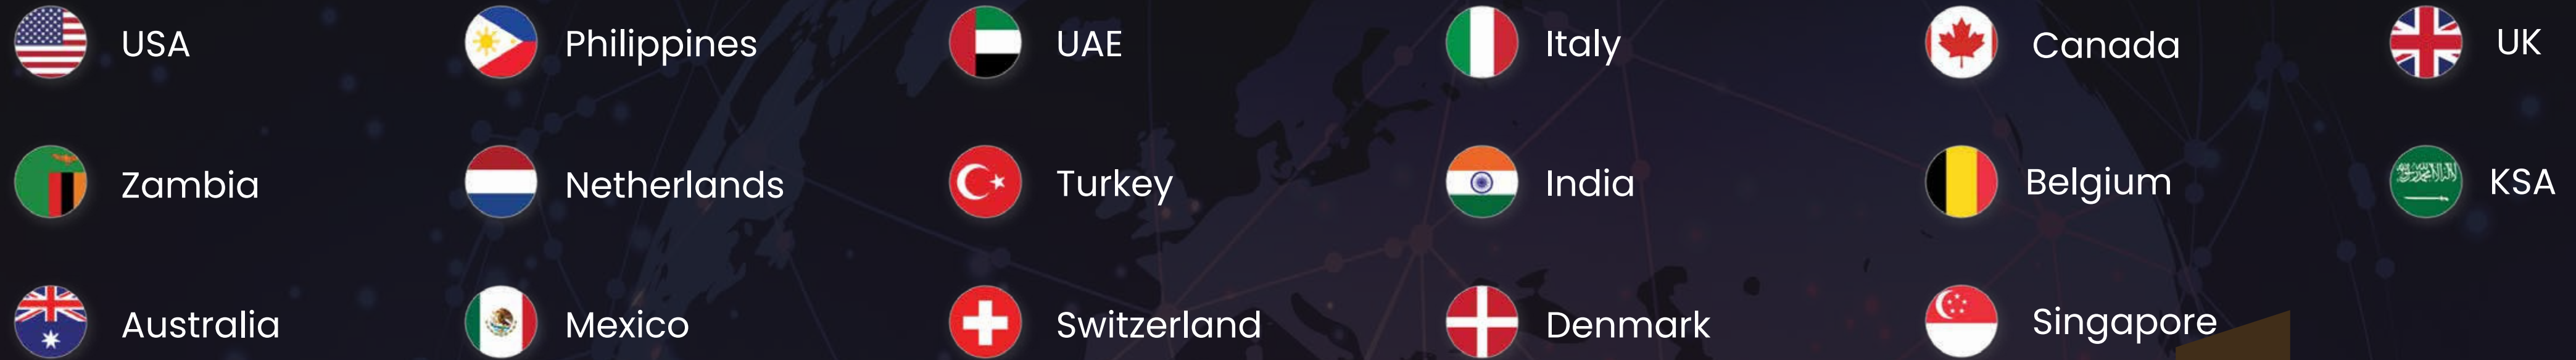 USA Philippines UAE Italy Canada UK
Zambia Netherlands Turkey India Belgium KSA
Australia Mexico Switzerland Denmark Singapore